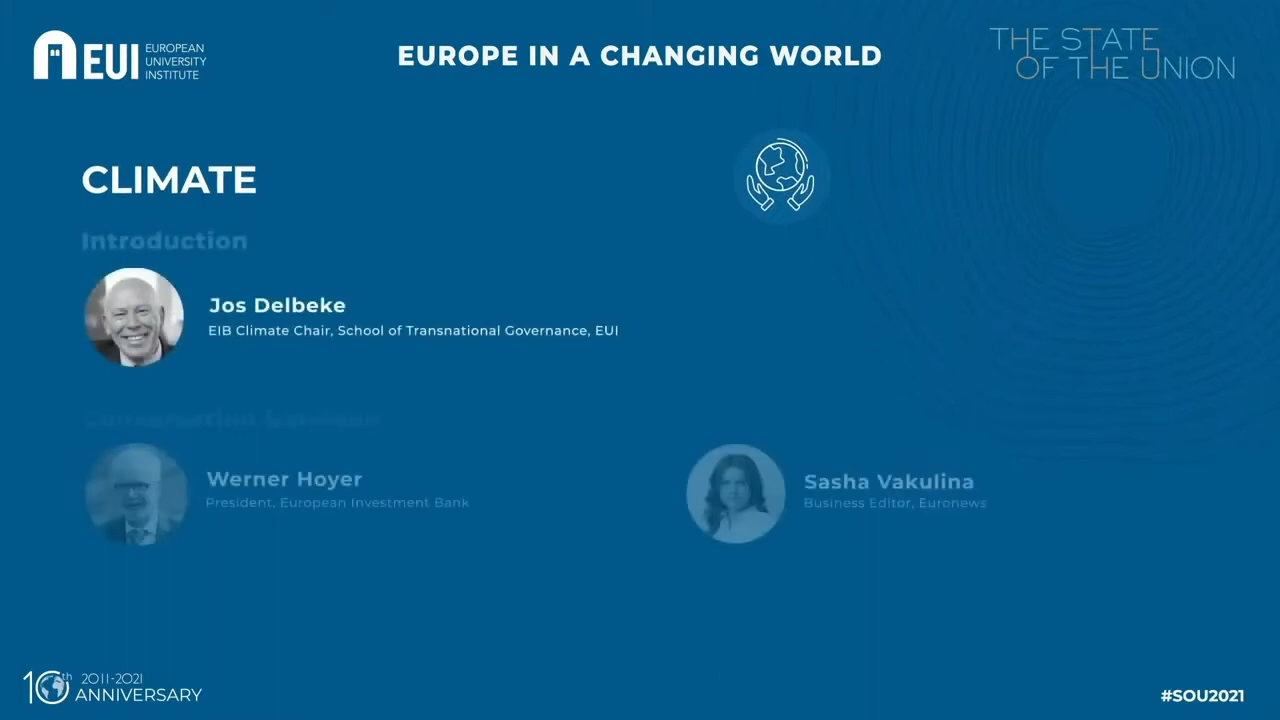 EUI
EUROPEAN
UNIVERSITY
INSTITUTE
EUROPE IN A CHANGING WORLD
THE STATE
OF THE UNION
CLIMATE
Introduction
Jos Delbeke
EIB Climate Chair, School of Transnational Governance, EUI
Werner Hoyer
President, European Investment Bank
Sasha Vakulina
Business Editor, Euronews
10th
2011-2021
ANNIVERSARY
#SOU2021